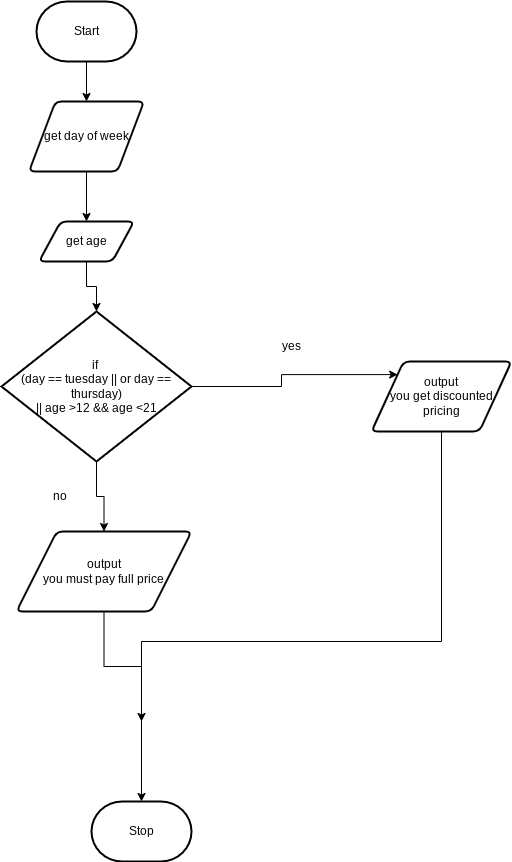 Start
get day of week
get age
if
(day == tuesday || or day ==
thursday)
|| age >12 && age <21
yes
output
you get discounted
pricing
no
output
you must pay full price
Stop